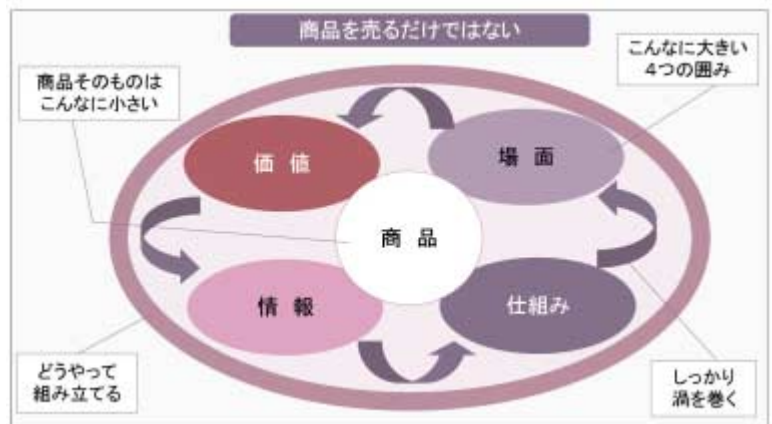 商品を売るだけではない
商品そのものは
こんなに小さい
こんなに大きい
4つの囲み
価値
場面
商品
情報
仕組み
どうやって
組み立てる
しっかり
渦を巻く